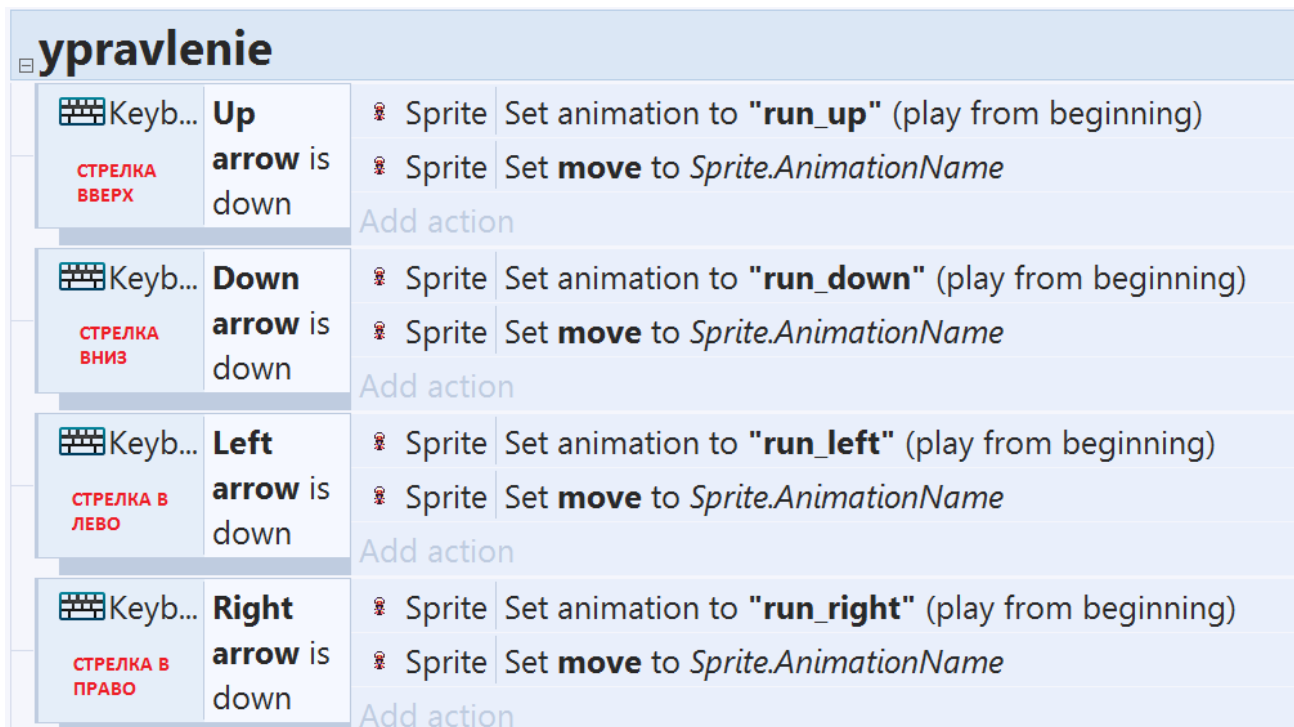 ypravlenie
Keyb... Up arrow is down
СТРЕЛКА ВВЕРХ
Sprite Set animation to "run_up" (play from beginning)
Sprite Set move to Sprite.AnimationName
Add action
Keyb... Down arrow is down
СТРЕЛКА ВНИЗ
Sprite Set animation to "run_down" (play from beginning)
Sprite Set move to Sprite.AnimationName
Add action
Keyb... Left arrow is down
СТРЕЛКА В ЛЕВО
Sprite Set animation to "run_left" (play from beginning)
Sprite Set move to Sprite.AnimationName
Add action
Keyb... Right arrow is down
СТРЕЛКА В ПРАВО
Sprite Set animation to "run_right" (play from beginning)
Sprite Set move to Sprite.AnimationName
Add action